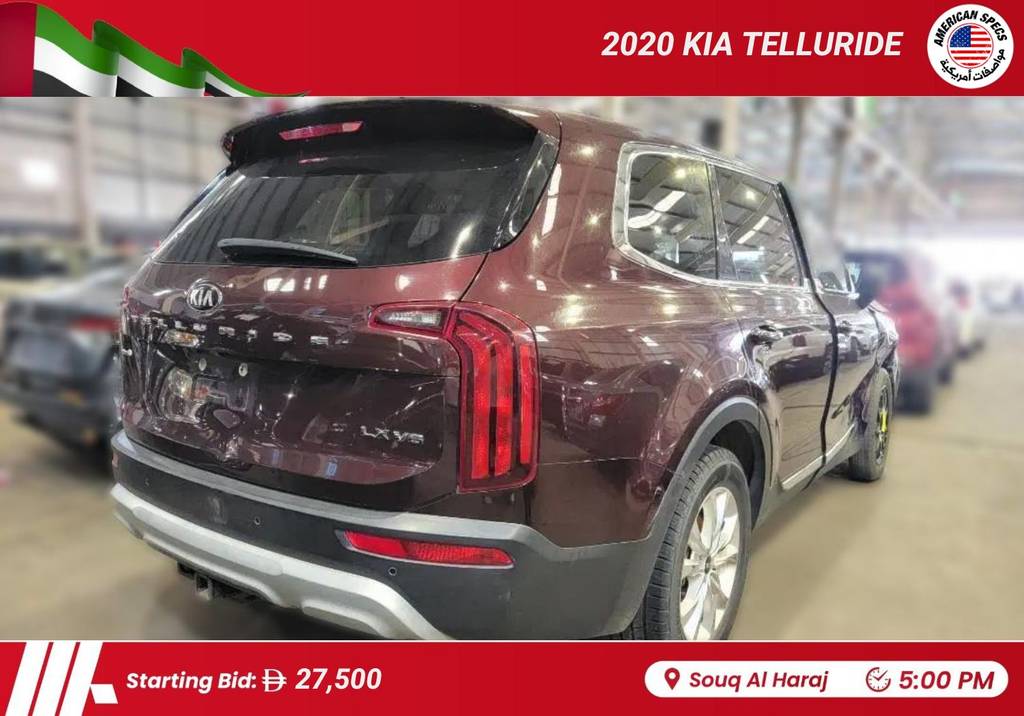 2020 KIA TELLURIDE
AMERICAN SPECS
مواصفات أمريكية
KIA
TELLURIDE
LX V6
Starting Bid: 27,500
Souq Al Haraj
5:00 PM